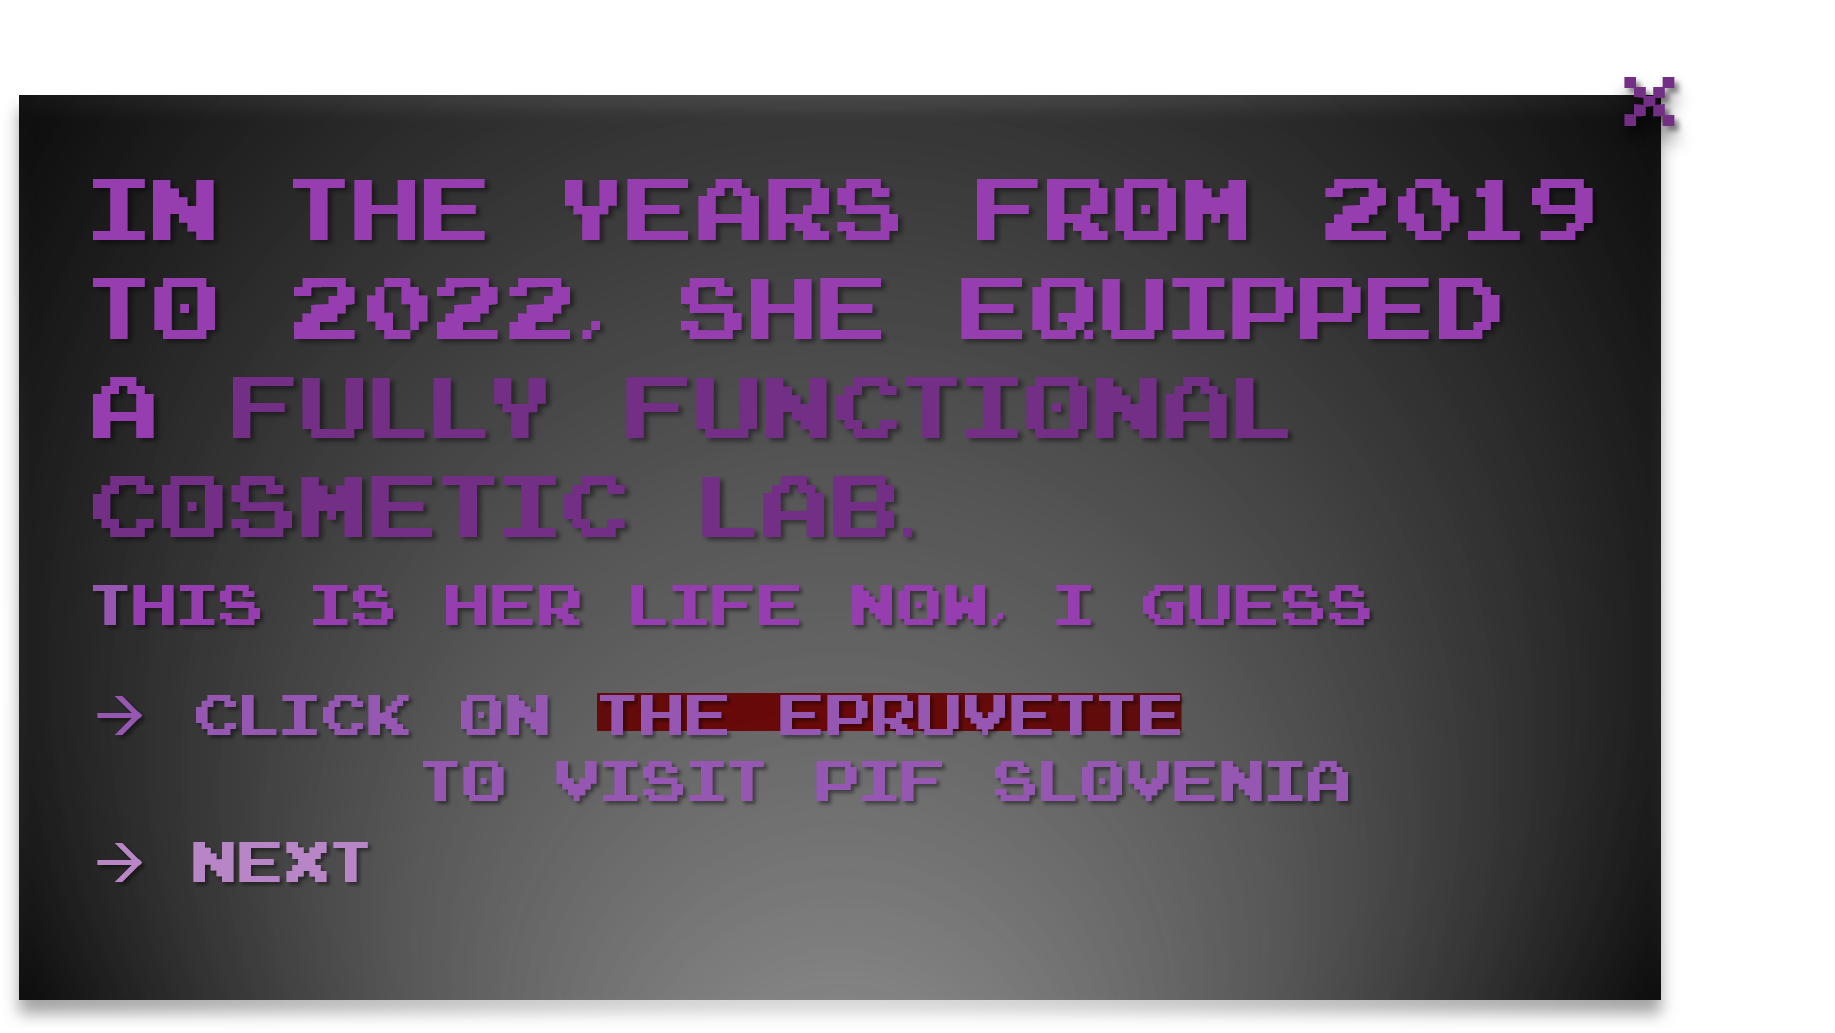 X
IN THE YEARS FROM 2019
TO 2022, SHE EQUIPPED
A FULLY FUNCTIONAL
COSMETIC LAB.
THIS IS HER LIFE NOW, I GUESS
→ CLICK ON THE EPRUVETTE
TO VISIT PIF SLOVENIA
→ NEXT